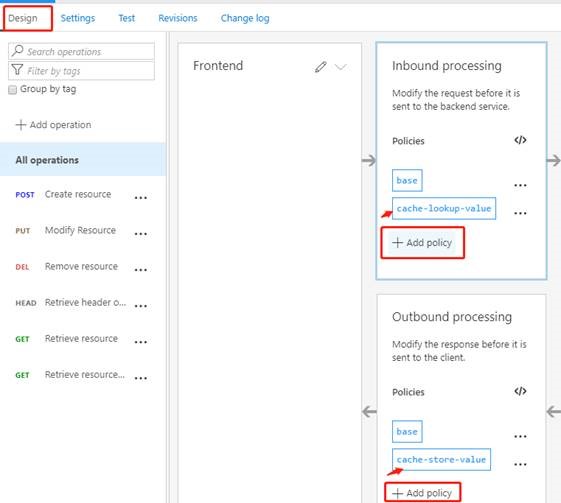 Design Settings Test Revisions Change log
Search operations
Filter by tags
Group by tag
+ Add operation
All operations
POST Create resource ...
PUT Modify Resource ...
DEL Remove resource ...
HEAD Retrieve header o... ...
GET Retrieve resource ...
GET Retrieve resource... ...
Frontend
Inbound processing
Modify the request before it is
sent to the backend service.
Policies </>
base ...
cache-lookup-value ...
+ Add policy
Outbound processing
Modify the response before it is
sent to the client.
Policies </>
base ...
cache-store-value ...
+ Add policy